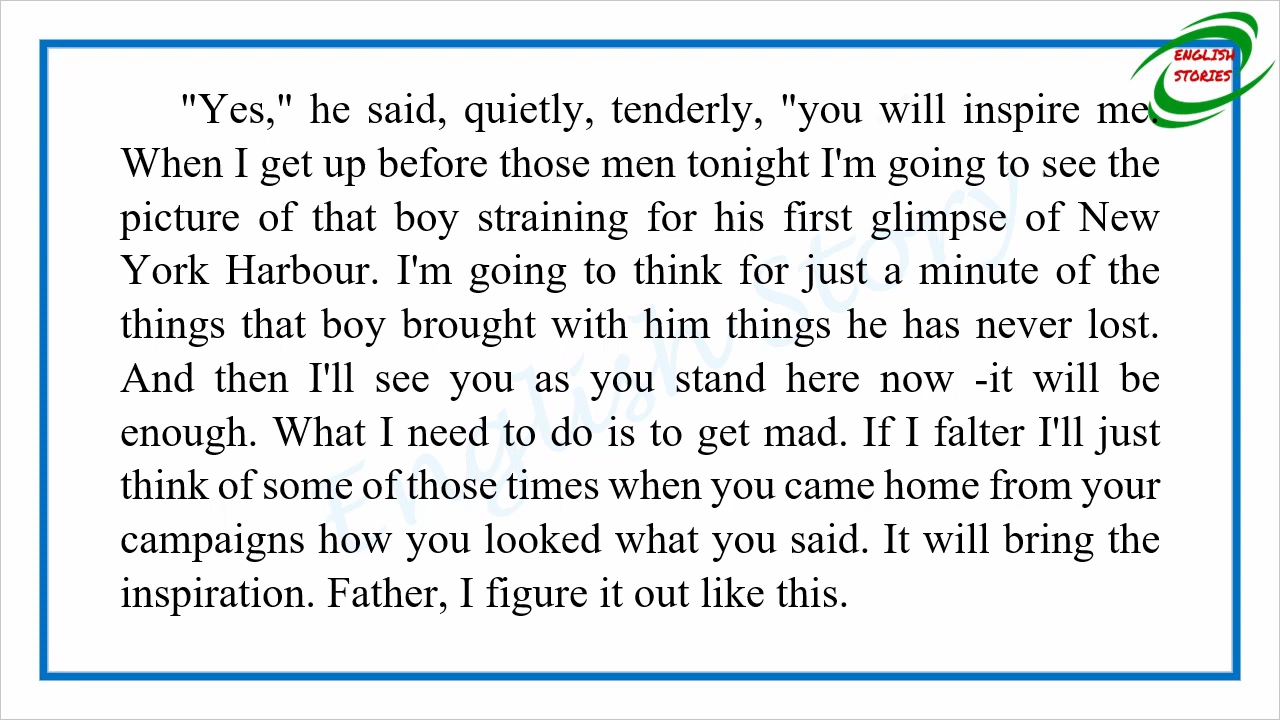 ENGLISH
STORIES
"Yes," he said, quietly, tenderly, "you will inspire me.
When I get up before those men tonight I'm going to see the
picture of that boy straining for his first glimpse of New
York Harbour. I'm going to think for just a minute of the
things that boy brought with him things he has never lost.
And then I'll see you as you stand here now -it will be
enough. What I need to do is to get mad. If I falter I'll just
think of some of those times when you came home from your
campaigns how you looked what you said. It will bring the
inspiration. Father, I figure it out like this.
English Story